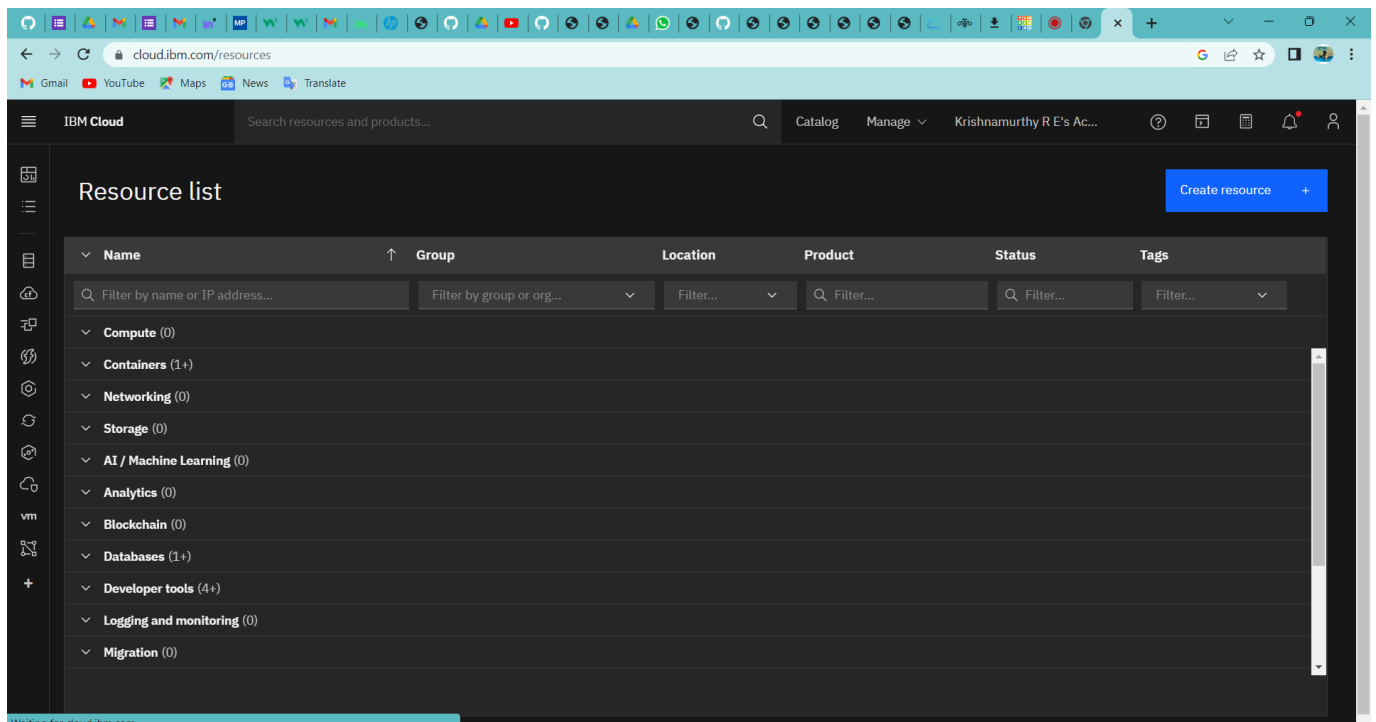 cloud.ibm.com/resources
Gmail YouTube Maps News Translate
IBM Cloud Search resources and products... Catalog Manage Krishnamurthy R E's Ac...
Resource list
Create resource +
Name Group Location Product Status Tags
Filter by name or IP address... Filter by group or org... Filter... Filter... Filter... Filter...
Compute (0)
Containers (1+)
Networking (0)
Storage (0)
AI / Machine Learning (0)
Analytics (0)
Blockchain (0)
Databases (1+)
Developer tools (4+)
Logging and monitoring (0)
vm
Migration (0)